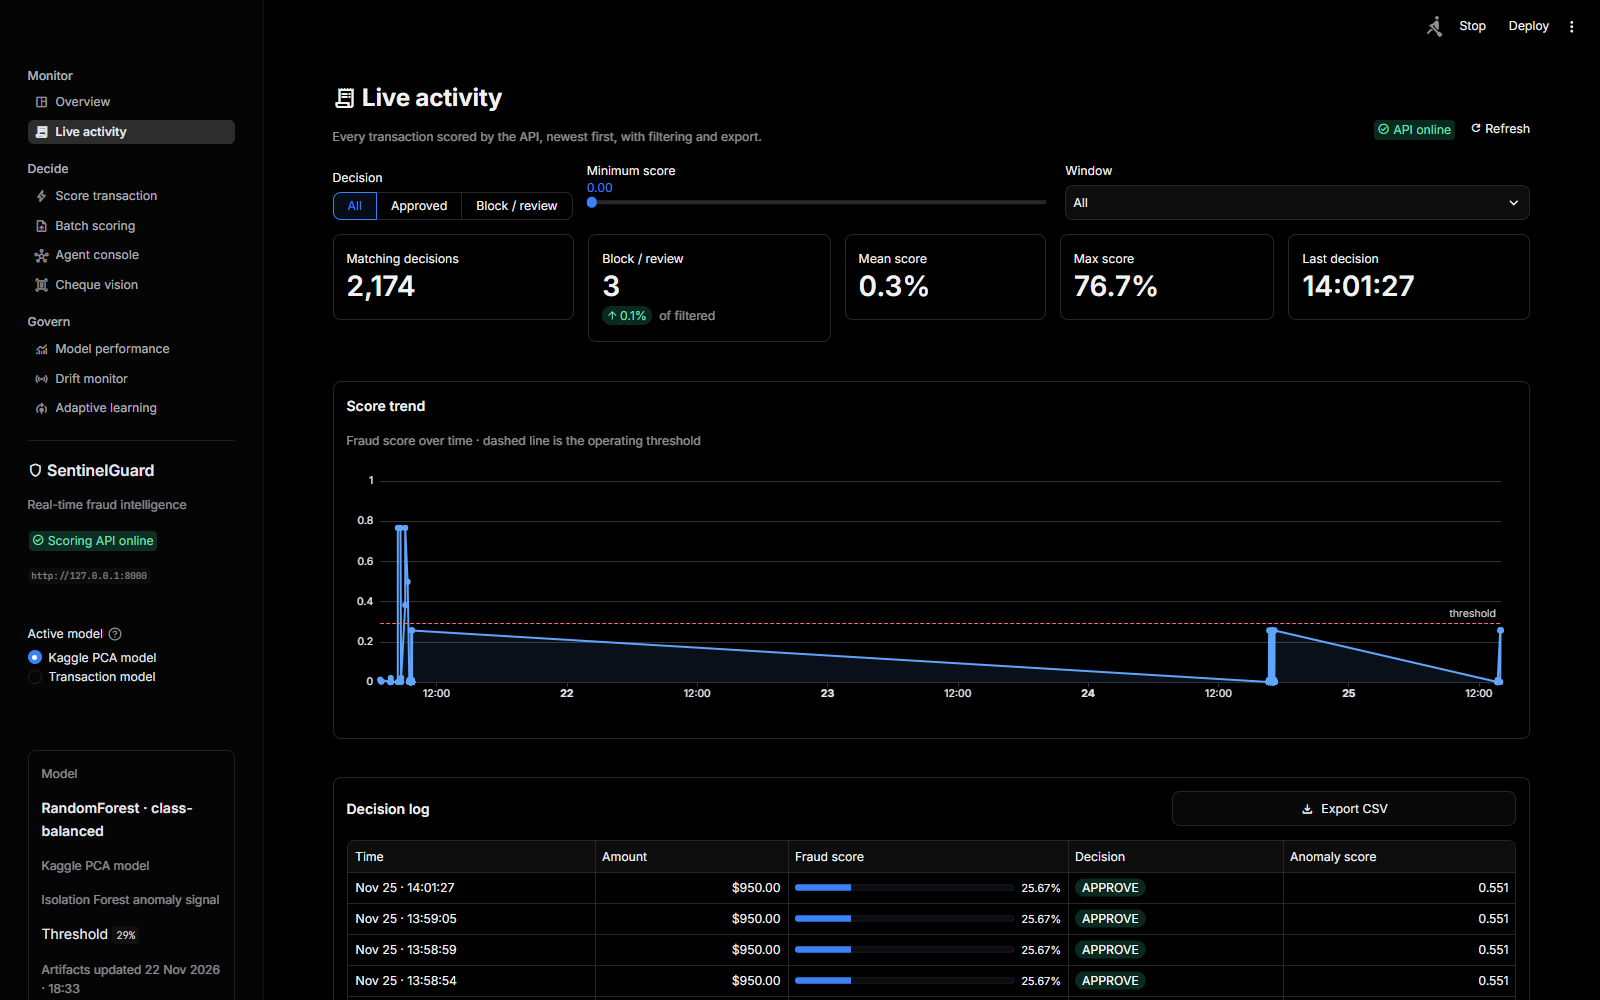 Stop
Deploy
Monitor
Overview
Live activity
Decide
Score transaction
Batch scoring
Agent console
Cheque vision
Govern
Model performance
Drift monitor
Adaptive learning
SentinelGuard
Real-time fraud intelligence
Scoring API online
http://127.0.0.1:8000
Active model
Kaggle PCA model
Transaction model
Model
RandomForest · class-
balanced
Kaggle PCA model
Isolation Forest anomaly signal
Threshold 29%
Artifacts updated 22 Nov 2026
· 18:33
Live activity
Every transaction scored by the API, newest first, with filtering and export.
API online
Refresh
Decision
All Approved Block / review
Minimum score
0.00
Window
All
Matching decisions
2,174
Block / review
3
↑ 0.1% of filtered
Mean score
0.3%
Max score
76.7%
Last decision
14:01:27
Score trend
Fraud score over time · dashed line is the operating threshold
1
0.8
0.6
0.4
threshold
0.2
0
12:00 22 12:00 23 12:00 24 12:00 25 12:00
Decision log
Export CSV
Time Amount Fraud score Decision Anomaly score
Nov 25 · 14:01:27 $950.00 25.67% APPROVE 0.551
Nov 25 · 13:59:05 $950.00 25.67% APPROVE 0.551
Nov 25 · 13:58:59 $950.00 25.67% APPROVE 0.551
Nov 25 · 13:58:54 $950.00 25.67% APPROVE 0.551